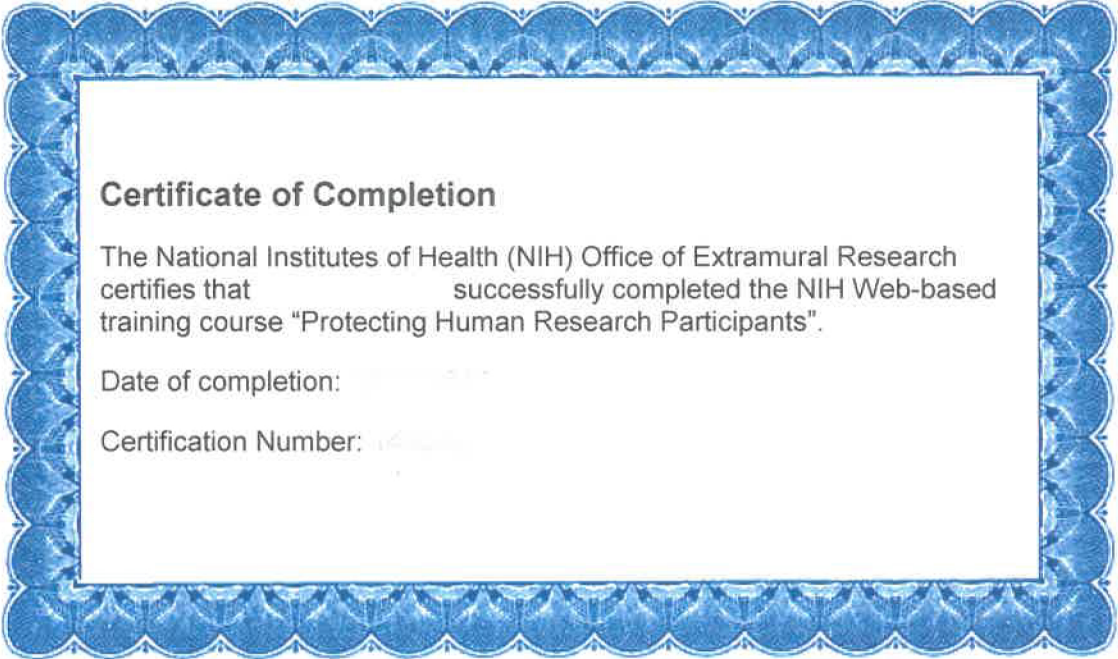 Certificate of Completion
The National Institutes of Health (NIH) Office of Extramural Research
certifies that successfully completed the NIH Web-based
training course “Protecting Human Research Participants”.
Date of completion:
Certification Number: